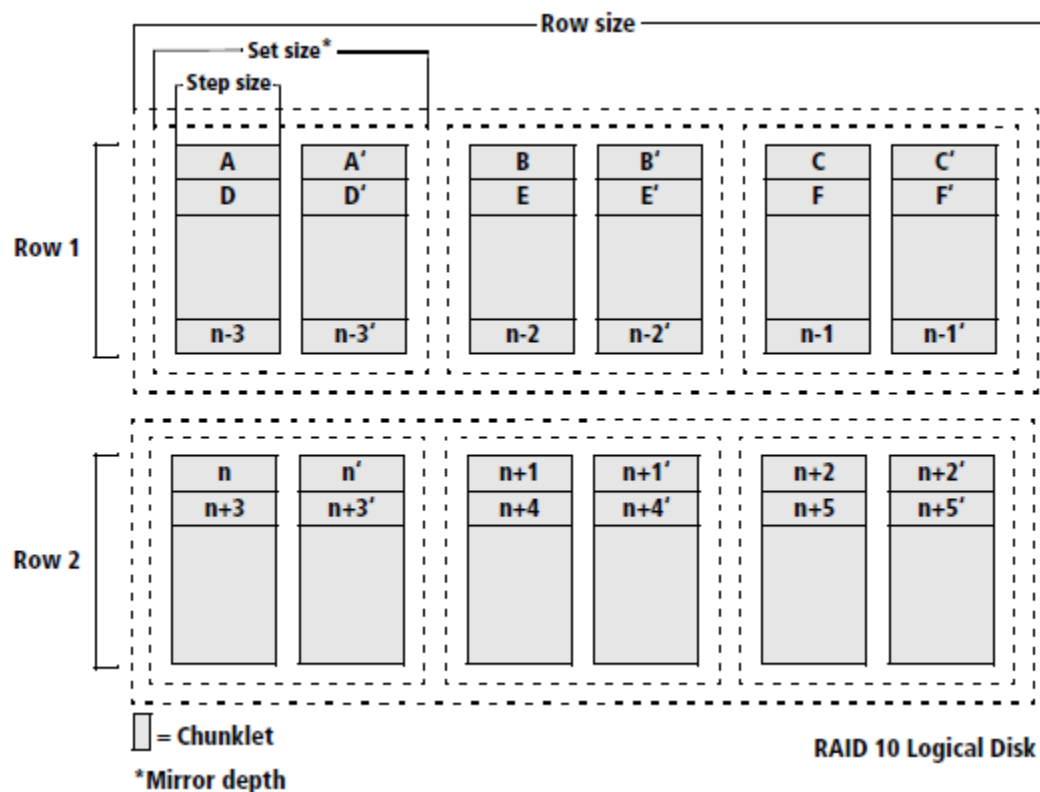 Row size
Set size*
Step size
A A′ B B′ C C′
D D′ E E′ F F′
Row 1
n-3 n-3′ n-2 n-2′ n-1 n-1′
n n′ n+1 n+1′ n+2 n+2′
n+3 n+3′ n+4 n+4′ n+5 n+5′
Row 2
= Chunklet
RAID 10 Logical Disk
*Mirror depth